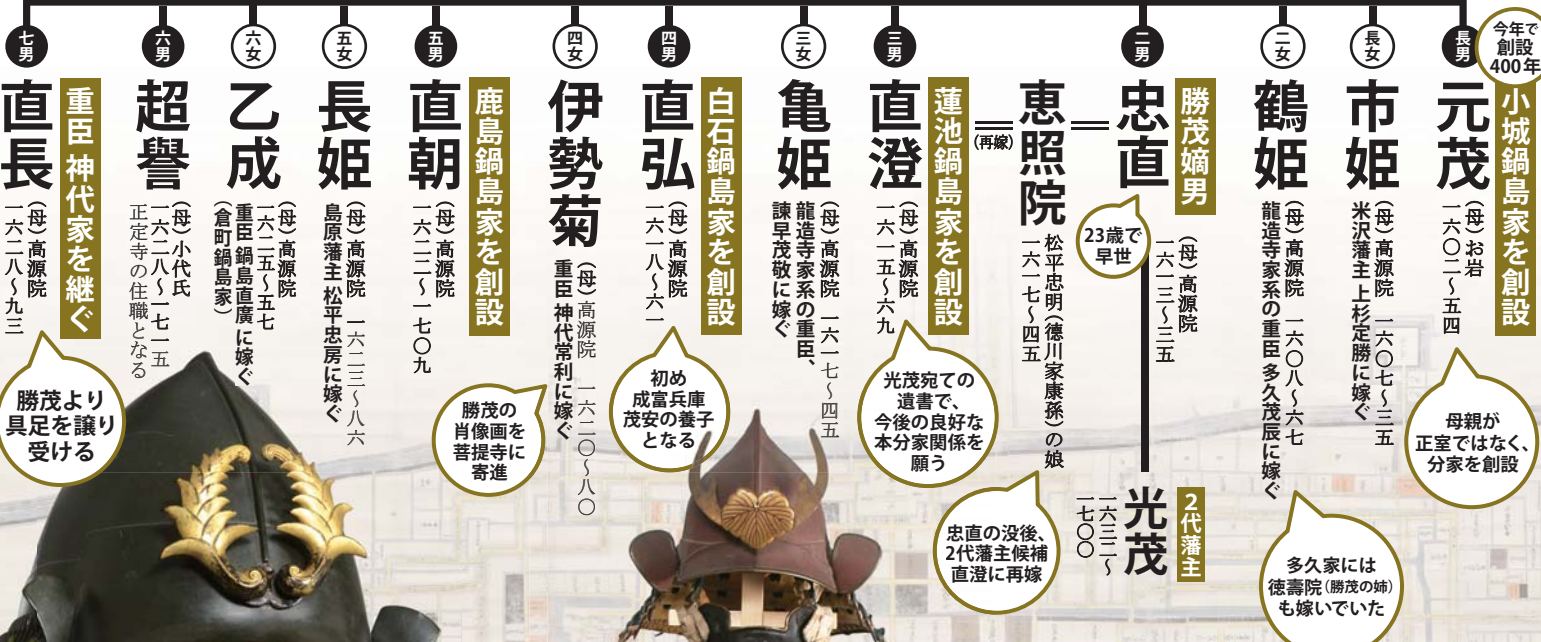 今年で
創設
400年
長男
小城鍋島家を創設
元茂
(母)お岩
一六〇二〜五四
母親が
正室ではなく、
分家を創設
長女
市姫
(母)高源院 一六〇七〜三五
米沢藩主 上杉定勝に嫁ぐ
二女
鶴姫
(母)高源院 一六〇八〜六七
龍造寺家系の重臣 多久茂辰に嫁ぐ
多久家には
徳壽院(勝茂の姉)
も嫁いでいた
二男
勝茂嫡男
忠直
(母)高源院
一六一三〜三五
23歳で
早世
2代藩主
光茂
一六三二〜
一七〇〇
恵照院
松平忠明(徳川家康孫)の娘
一六一七〜四五
(再嫁)
忠直の没後、
2代藩主候補
直澄に再嫁
三男
蓮池鍋島家を創設
直澄
(母)高源院
一六一五〜六九
光茂宛ての
遺書で、
今後の良好な
本分家関係を
願う
三女
亀姫
(母)高源院 一六一七〜四五
龍造寺家系の重臣、
諫早茂敬に嫁ぐ
四男
白石鍋島家を創設
直弘
(母)高源院
一六一八〜六一
初め
成富兵庫
茂安の養子
となる
四女
伊勢菊
(母)高源院 一六二〇〜八〇
重臣 神代常利に嫁ぐ
五男
鹿島鍋島家を創設
直朝
(母)高源院
一六二二〜一七〇九
勝茂の
肖像画を
菩提寺に
寄進
五女
長姫
(母)高源院 一六二三〜八六
島原藩主 松平忠房に嫁ぐ
六女
乙成
(母)高源院
一六二五〜五七
重臣 鍋島直廣に嫁ぐ
(倉町鍋島家)
六男
超譽
(母)小代氏
一六二八〜一七一五
正定寺の住職となる
七男
重臣 神代家を継ぐ
直長
(母)高源院
一六二八〜九三
勝茂より
具足を譲り
受ける